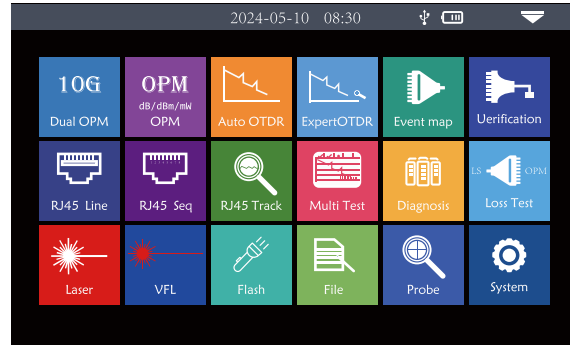 2024-05-10 08:30
10G
Dual OPM
OPM
dB/dBm/mW
OPM
Auto OTDR
ExpertOTDR
Event map
Uerification
RJ45 Line
RJ45 Seq
RJ45 Track
Multi Test
Diagnosis
LS OPM
Loss Test
Laser
VFL
Flash
File
Probe
System